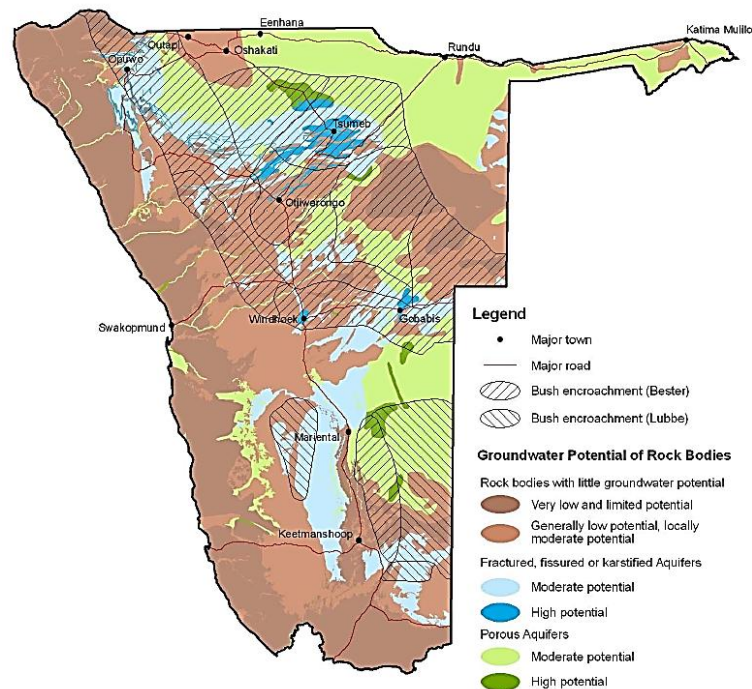 Eenhana
Katima Mulilo
Outapi
Oshakati
Rundu
Opuwo
Tsumeb
Otjiwarongo
Swakopmund
Windhoek
Gobabis
Mariental
Keetmanshoop
Legend
Major town
Major road
Bush encroachment (Bester)
Bush encroachment (Lubbe)
Groundwater Potential of Rock Bodies
Rock bodies with little groundwater potential
Very low and limited potential
Generally low potential, locally
moderate potential
Fractured, fissured or karstified Aquifers
Moderate potential
High potential
Porous Aquifers
Moderate potential
High potential